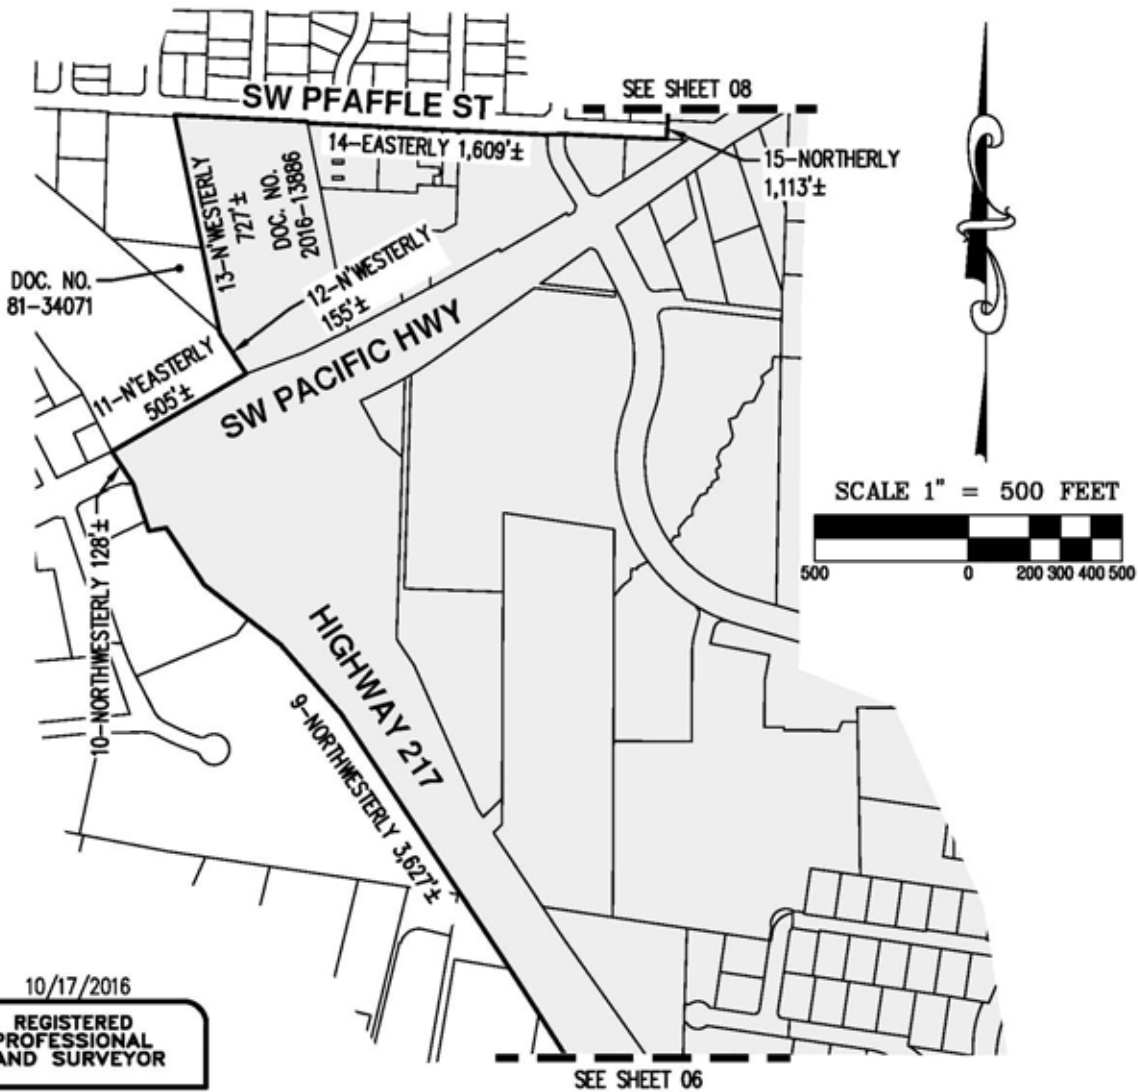 SEE SHEET 08
SW PFAFFLE ST
14-EASTERLY 1,609'±
15-NORTHERLY
1,113'±
13-N'WESTERLY
727'±
DOC. NO.
2016-13886
12-N'WESTERLY
155'±
DOC. NO.
81-34071
11-N'EASTERLY
505'±
SW PACIFIC HWY
SCALE 1" = 500 FEET
500 0 200 300 400 500
10-NORTHWESTERLY 128'±
HIGHWAY 217
9-NORTHWESTERLY 3,627'±
10/17/2016
REGISTERED
PROFESSIONAL
AND SURVEYOR
SEE SHEET 06